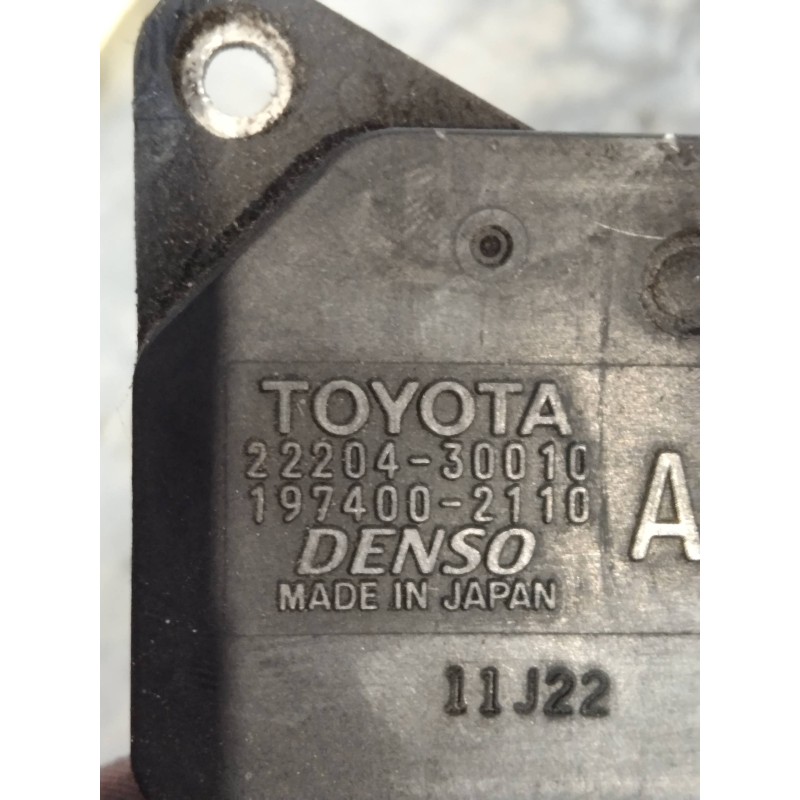 TOYOTA
22204-30010
197400-2110
A
DENSO
MADE IN JAPAN
11J22